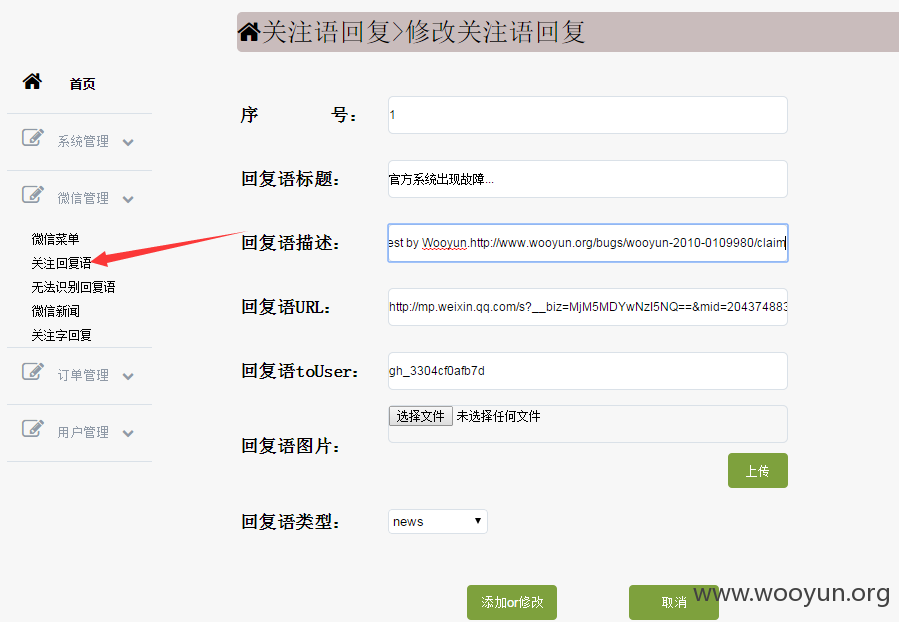 关注语回复>修改关注语回复
首页
系统管理
微信管理
微信菜单
关注回复语
无法识别回复语
微信新闻
关注字回复
订单管理
用户管理
序 号: 1
回复语标题: 官方系统出现故障...
回复语描述: est by Wooyun.http://www.wooyun.org/bugs/wooyun-2010-0109980/claim
回复语URL: http://mp.weixin.qq.com/s?__biz=MjM5MDYwNzI5NQ==&mid=204374883
回复语toUser: gh_3304cf0afb7d
回复语图片: 选择文件 未选择任何文件
上传
回复语类型: news
添加or修改 取消
www.wooyun.org